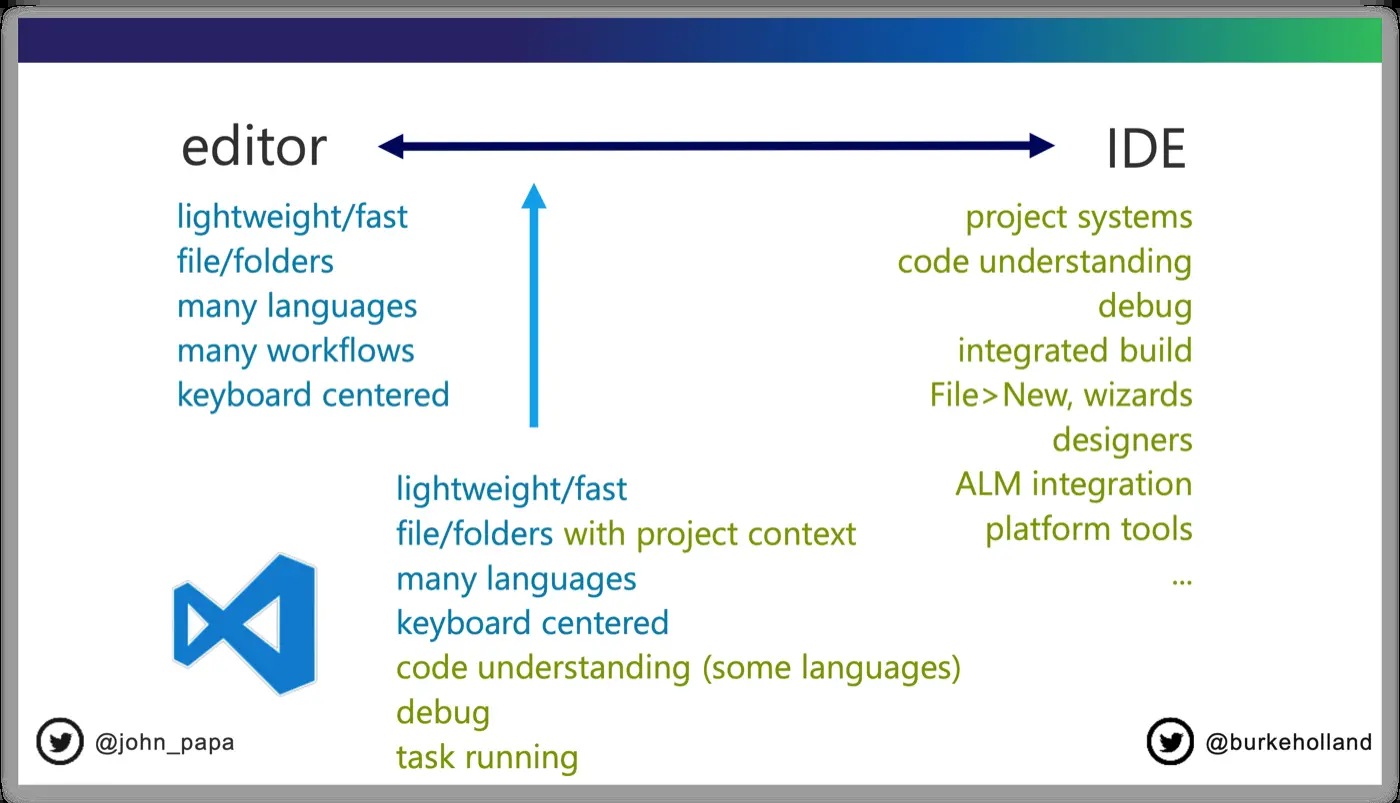 editor
IDE
lightweight/fast
file/folders
many languages
many workflows
keyboard centered
project systems
code understanding
debug
integrated build
File>New, wizards
designers
ALM integration
platform tools
...
lightweight/fast
file/folders with project context
many languages
keyboard centered
code understanding (some languages)
debug
task running
@john_papa
@burkeholland